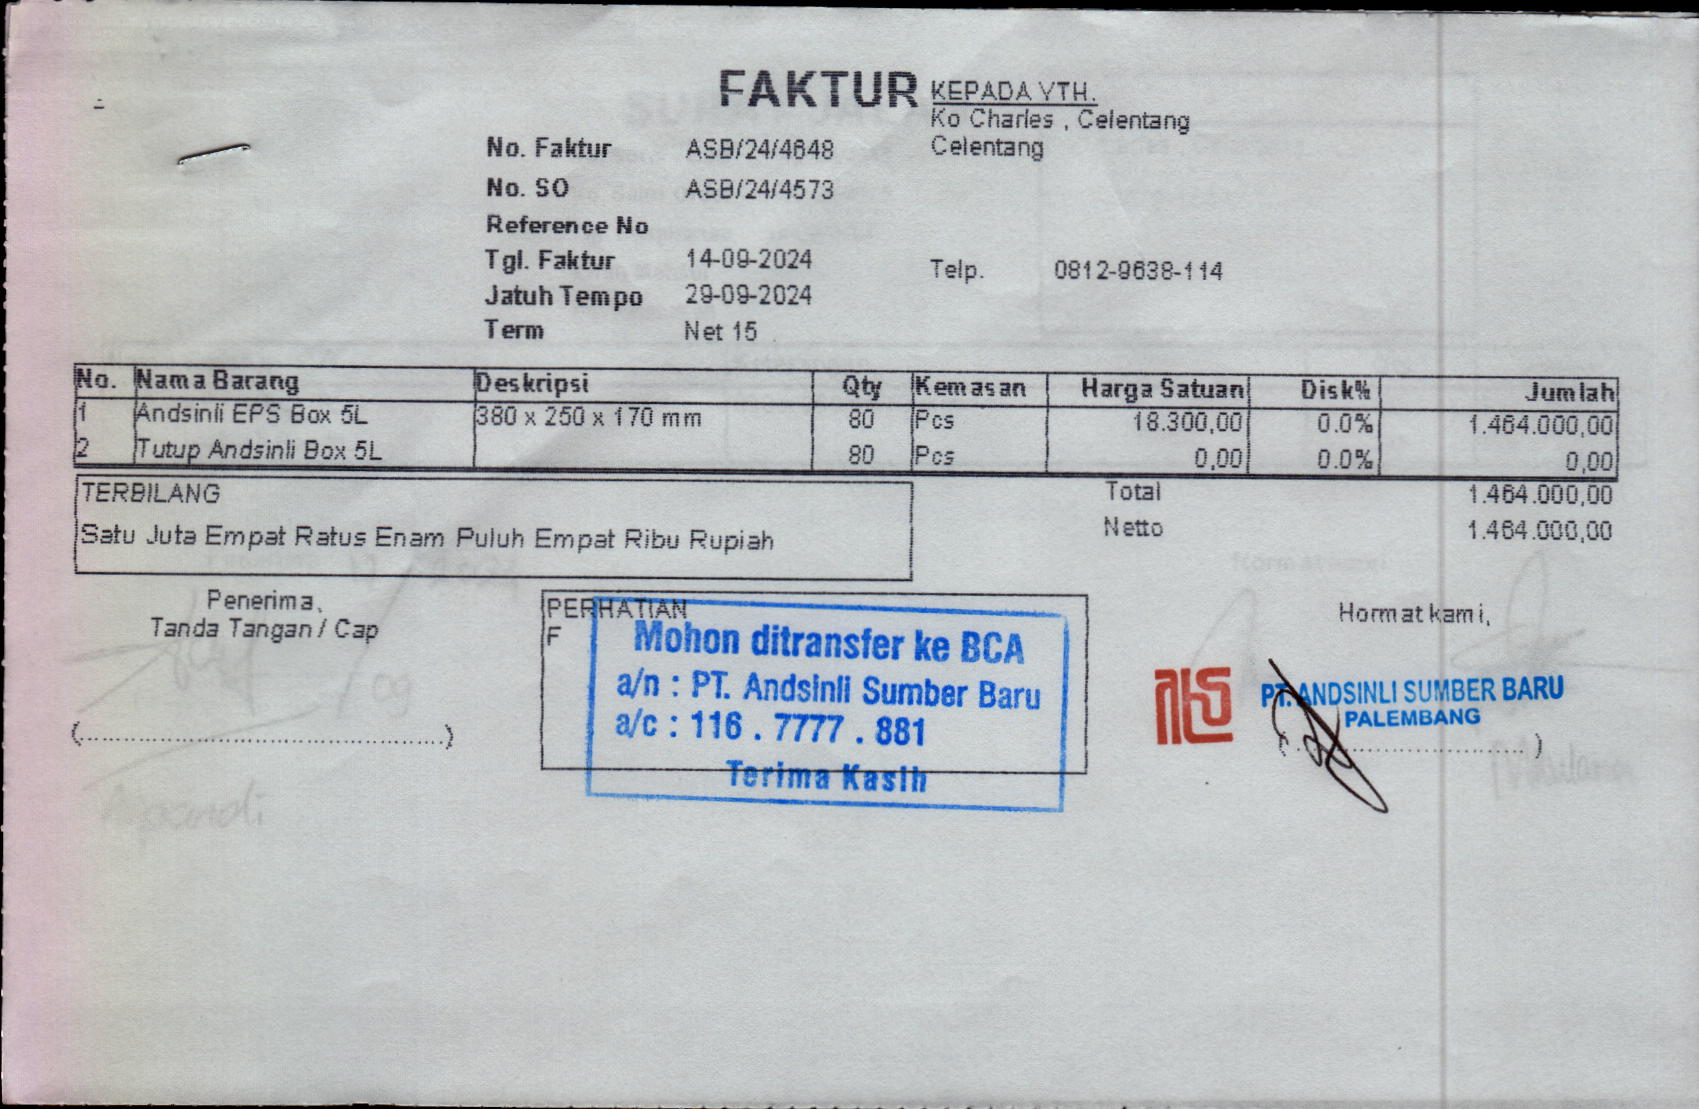 FAKTUR
KEPADA YTH.
Ko Charles , Celentang
Celentang
No. Faktur ASB/24/4648
No. SO ASB/24/4573
Reference No
Tgl. Faktur 14-09-2024
Telp. 0812-9638-114
Jatuh Tempo 29-09-2024
Term Net 15
No. Nama Barang Deskripsi Qty Kemasan Harga Satuan Disk% Jumlah
1 Andsinli EPS Box 5L 380 x 250 x 170 mm 80 Pcs 18.300,00 0.0% 1.464.000,00
2 Tutup Andsinli Box 5L 80 Pcs 0,00 0.0% 0,00
TERBILANG
Satu Juta Empat Ratus Enam Puluh Empat Ribu Rupiah
Total 1.464.000,00
Netto 1.464.000,00
Penerima,
Tanda Tangan / Cap
(..........................................)
PERHATIAN
F
Mohon ditransfer ke BCA
a/n : PT. Andsinli Sumber Baru
a/c : 116 . 7777 . 881
Terima Kasih
Hormat kami,
PT. ANDSINLI SUMBER BARU
PALEMBANG
(..............................)